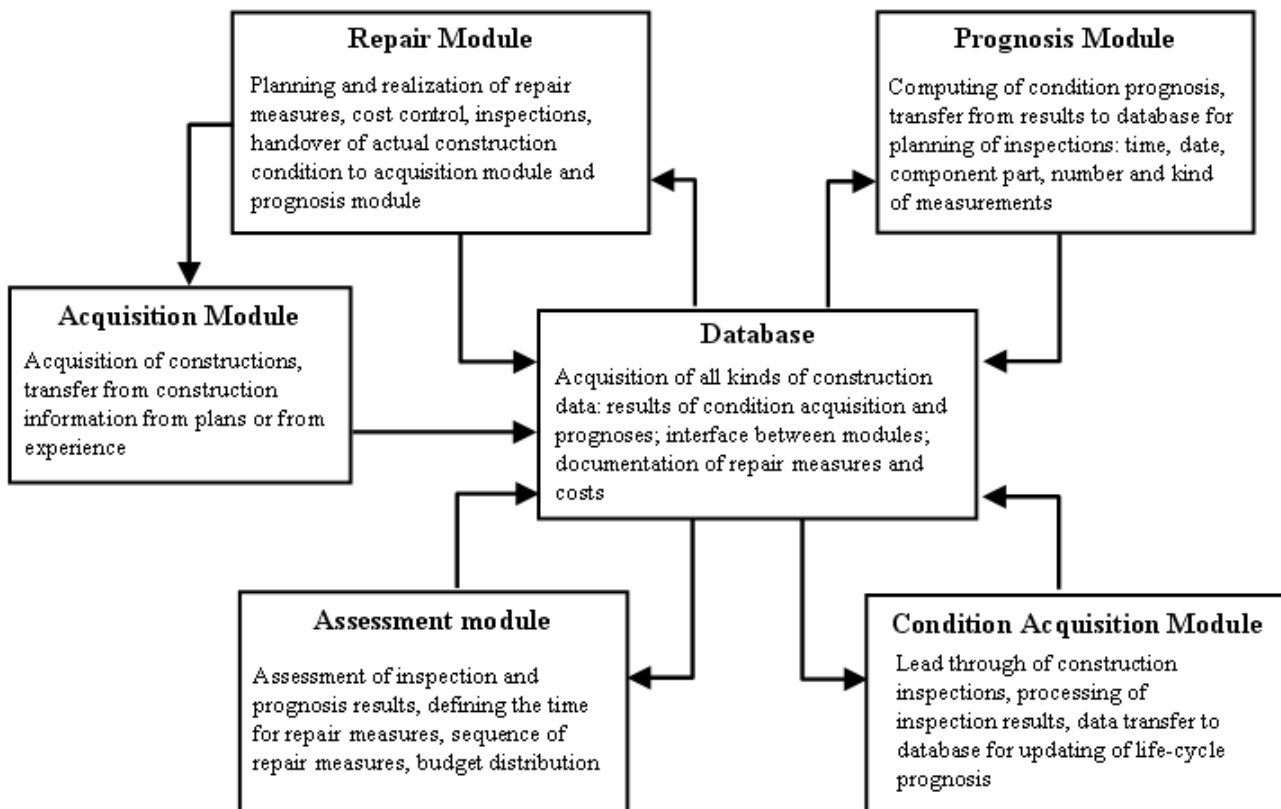 Repair Module
Planning and realization of repair
measures, cost control, inspections,
handover of actual construction
condition to acquisition module and
prognosis module
Prognosis Module
Computing of condition prognosis,
transfer from results to database for
planning of inspections: time, date,
component part, number and kind
of measurements
Acquisition Module
Acquisition of constructions,
transfer from construction
information from plans or from
experience
Database
Acquisition of all kinds of construction
data: results of condition acquisition and
prognoses; interface between modules;
documentation of repair measures and
costs
Assessment module
Assessment of inspection and
prognosis results, defining the time
for repair measures, sequence of
repair measures, budget distribution
Condition Acquisition Module
Lead through of construction
inspections, processing of
inspection results, data transfer to
database for updating of life-cycle
prognosis